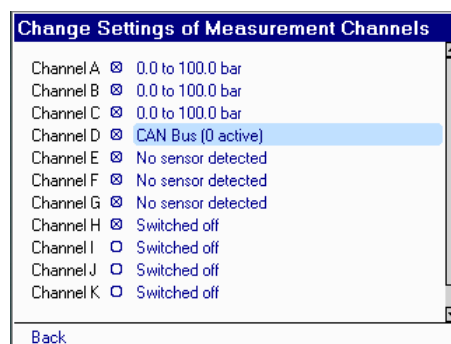 Change Settings of Measurement Channels
Channel A 0.0 to 100.0 bar
Channel B 0.0 to 100.0 bar
Channel C 0.0 to 100.0 bar
Channel D CAN Bus (0 active)
Channel E No sensor detected
Channel F No sensor detected
Channel G No sensor detected
Channel H Switched off
Channel I Switched off
Channel J Switched off
Channel K Switched off
Back